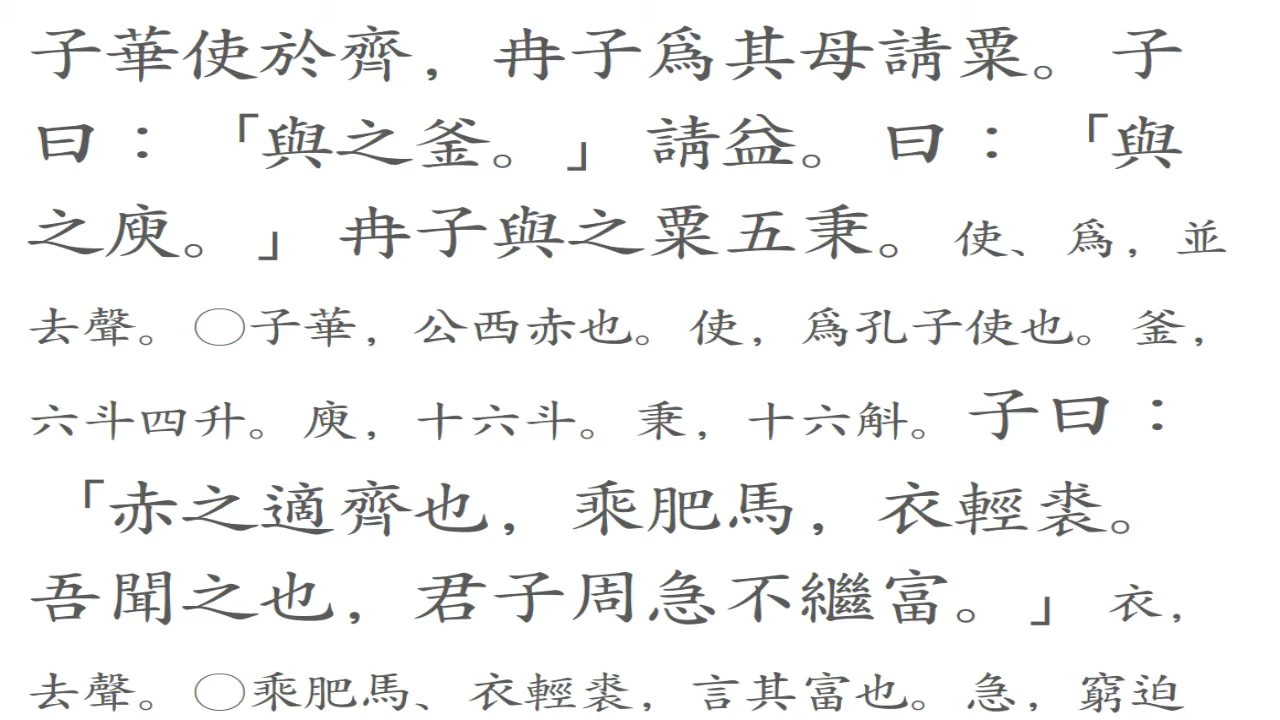 子華使於齊，冉子爲其母請粟。子
曰：「與之釜。」請益。曰：「與
之庾。」冉子與之粟五秉。使、爲，並
去聲。◯子華，公西赤也。使，爲孔子使也。釜，
六斗四升。庾，十六斗。秉，十六斛。子曰：
「赤之適齊也，乘肥馬，衣輕裘。
吾聞之也，君子周急不繼富。」衣，
去聲。◯乘肥馬、衣輕裘，言其富也。急，窮迫